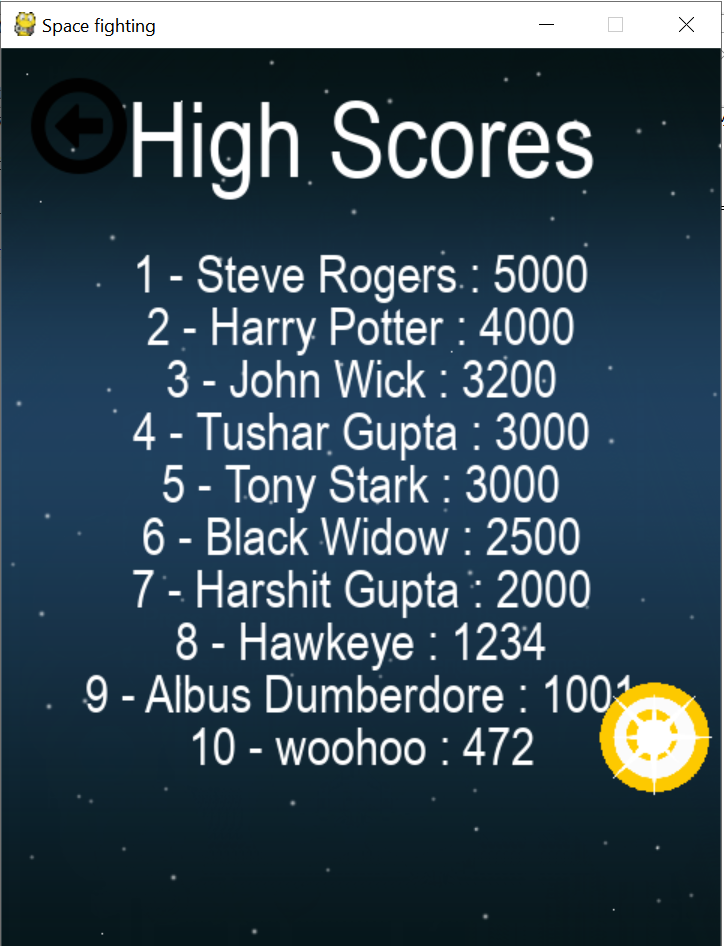 Space fighting
High Scores
1 - Steve Rogers : 5000
2 - Harry Potter : 4000
3 - John Wick : 3200
4 - Tushar Gupta : 3000
5 - Tony Stark : 3000
6 - Black Widow : 2500
7 - Harshit Gupta : 2000
8 - Hawkeye : 1234
9 - Albus Dumberdore : 1001
10 - woohoo : 472